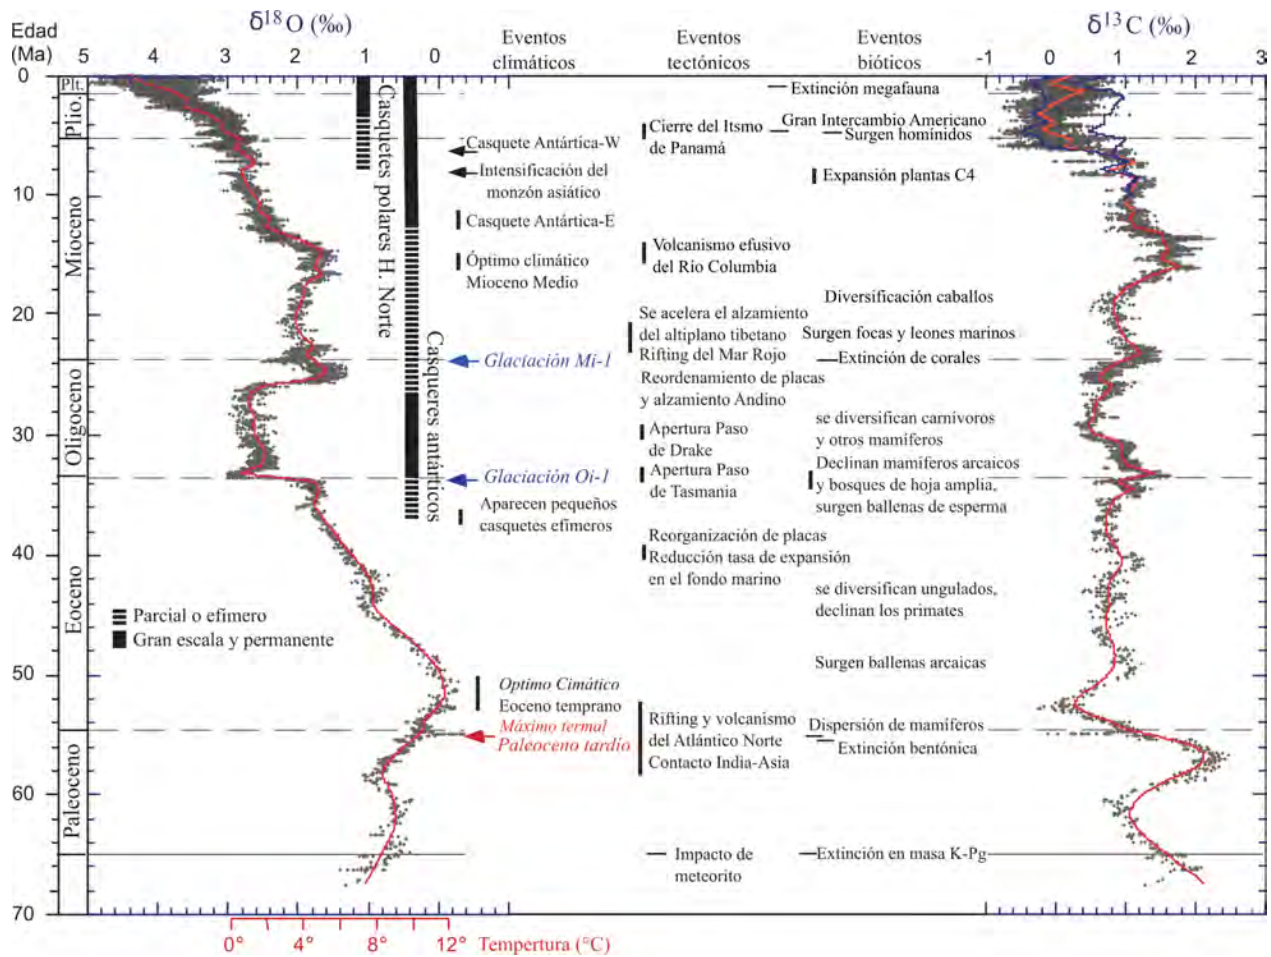 δ18O (‰)
δ13C (‰)
Edad
(Ma)
5 4 3 2 1 0
Eventos
climáticos
Eventos
tectónicos
Eventos
bióticos
-1 0 1 2 3
0
10
20
30
40
50
60
70
Plt.
Plio.
Mioceno
Oligoceno
Eoceno
Paleoceno
Casquetes polares H. Norte
Casqueres antárticos
Parcial o efímero
Gran escala y permanente
Casquete Antártica-W
Intensificación del
monzón asiático
Casquete Antártica-E
Óptimo climático
Mioceno Medio
Glaciación Mi-1
Glaciación Oi-1
Aparecen pequeños
casquetes efímeros
Optimo Cimático
Eoceno temprano
Máximo termal
Paleoceno tardío
Cierre del Itsmo
de Panamá
Volcanismo efusivo
del Río Columbia
Se acelera el alzamiento
del altiplano tibetano
Rifting del Mar Rojo
Reordenamiento de placas
y alzamiento Andino
Apertura Paso
de Drake
Apertura Paso
de Tasmania
Reorganización de placas
Reducción tasa de expansión
en el fondo marino
Rifting y volcanismo
del Atlántico Norte
Contacto India-Asia
Impacto de
meteorito
Extinción megafauna
Gran Intercambio Americano
Surgen homínidos
Expansión plantas C4
Diversificación caballos
Surgen focas y leones marinos
Extinción de corales
se diversifican carnívoros
y otros mamíferos
Declinan mamíferos arcaicos
y bosques de hoja amplia,
surgen ballenas de esperma
se diversifican ungulados,
declinan los primates
Surgen ballenas arcaicas
Dispersión de mamíferos
Extinción bentónica
Extinción en masa K-Pg
0° 4° 8° 12° Tempertura (°C)